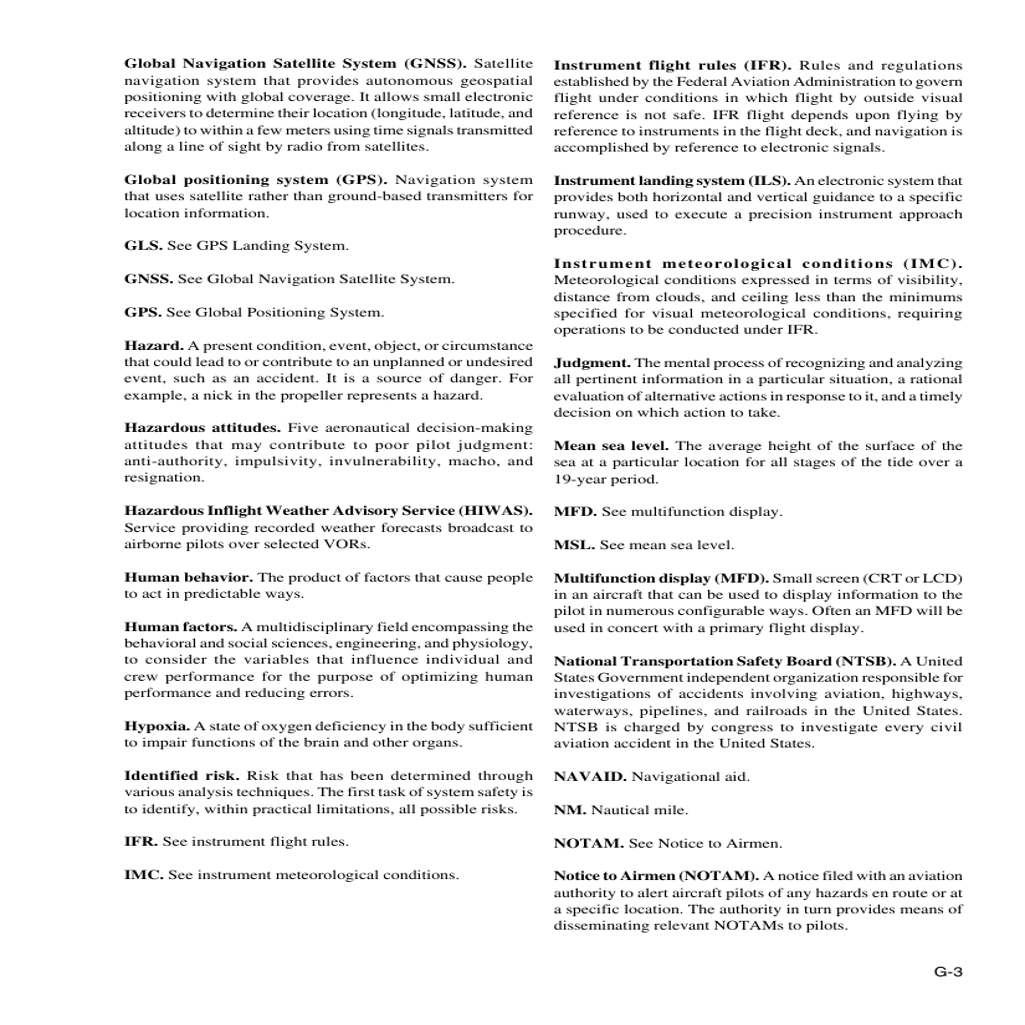 Global Navigation Satellite System (GNSS). Satellite
navigation system that provides autonomous geospatial
positioning with global coverage. It allows small electronic
receivers to determine their location (longitude, latitude, and
altitude) to within a few meters using time signals transmitted
along a line of sight by radio from satellites.
Global positioning system (GPS). Navigation system
that uses satellite rather than ground-based transmitters for
location information.
GLS. See GPS Landing System.
GNSS. See Global Navigation Satellite System.
GPS. See Global Positioning System.
Hazard. A present condition, event, object, or circumstance
that could lead to or contribute to an unplanned or undesired
event, such as an accident. It is a source of danger. For
example, a nick in the propeller represents a hazard.
Hazardous attitudes. Five aeronautical decision-making
attitudes that may contribute to poor pilot judgment:
anti-authority, impulsivity, invulnerability, macho, and
resignation.
Hazardous Inflight Weather Advisory Service (HIWAS).
Service providing recorded weather forecasts broadcast to
airborne pilots over selected VORs.
Human behavior. The product of factors that cause people
to act in predictable ways.
Human factors. A multidisciplinary field encompassing the
behavioral and social sciences, engineering, and physiology,
to consider the variables that influence individual and
crew performance for the purpose of optimizing human
performance and reducing errors.
Hypoxia. A state of oxygen deficiency in the body sufficient
to impair functions of the brain and other organs.
Identified risk. Risk that has been determined through
various analysis techniques. The first task of system safety is
to identify, within practical limitations, all possible risks.
IFR. See instrument flight rules.
IMC. See instrument meteorological conditions.
Instrument flight rules (IFR). Rules and regulations
established by the Federal Aviation Administration to govern
flight under conditions in which flight by outside visual
reference is not safe. IFR flight depends upon flying by
reference to instruments in the flight deck, and navigation is
accomplished by reference to electronic signals.
Instrument landing system (ILS). An electronic system that
provides both horizontal and vertical guidance to a specific
runway, used to execute a precision instrument approach
procedure.
Instrument meteorological conditions (IMC).
Meteorological conditions expressed in terms of visibility,
distance from clouds, and ceiling less than the minimums
specified for visual meteorological conditions, requiring
operations to be conducted under IFR.
Judgment. The mental process of recognizing and analyzing
all pertinent information in a particular situation, a rational
evaluation of alternative actions in response to it, and a timely
decision on which action to take.
Mean sea level. The average height of the surface of the
sea at a particular location for all stages of the tide over a
19-year period.
MFD. See multifunction display.
MSL. See mean sea level.
Multifunction display (MFD). Small screen (CRT or LCD)
in an aircraft that can be used to display information to the
pilot in numerous configurable ways. Often an MFD will be
used in concert with a primary flight display.
National Transportation Safety Board (NTSB). A United
States Government independent organization responsible for
investigations of accidents involving aviation, highways,
waterways, pipelines, and railroads in the United States.
NTSB is charged by congress to investigate every civil
aviation accident in the United States.
NAVAID. Navigational aid.
NM. Nautical mile.
NOTAM. See Notice to Airmen.
Notice to Airmen (NOTAM). A notice filed with an aviation
authority to alert aircraft pilots of any hazards en route or at
a specific location. The authority in turn provides means of
disseminating relevant NOTAMs to pilots.
G-3